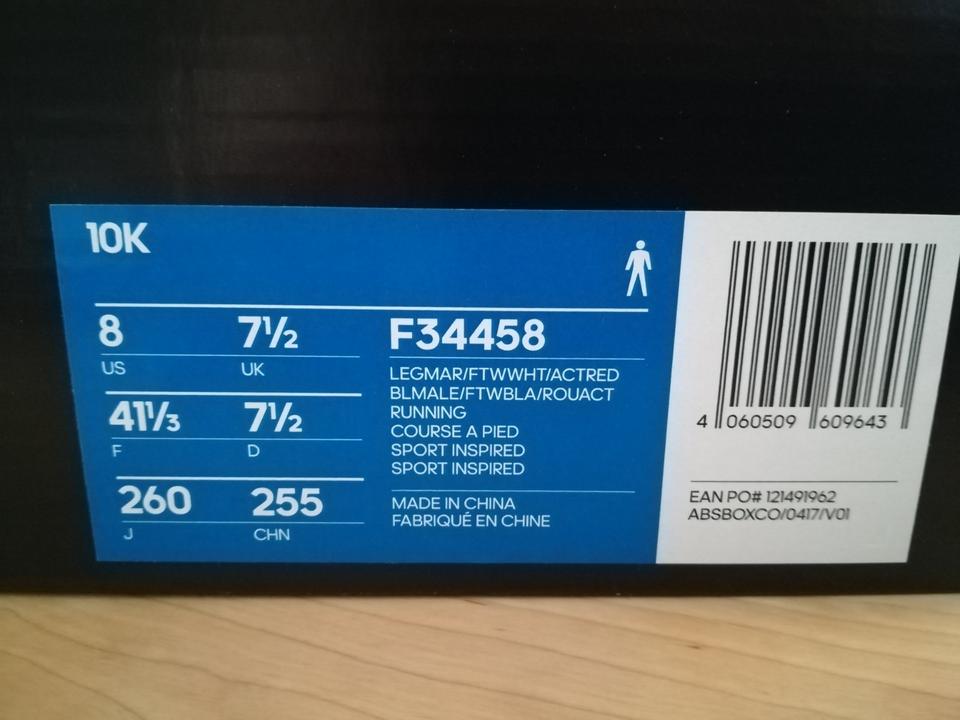 10K
8 7½
US UK
41⅓ 7½
F D
260 255
J CHN
F34458
LEGMAR/FTWWHT/ACTRED
BLMALE/FTWBLA/ROUACT
RUNNING
COURSE A PIED
SPORT INSPIRED
SPORT INSPIRED
MADE IN CHINA
FABRIQUÉ EN CHINE
4 060509 609643
EAN PO# 121491962
ABSBOXCO/0417/V01